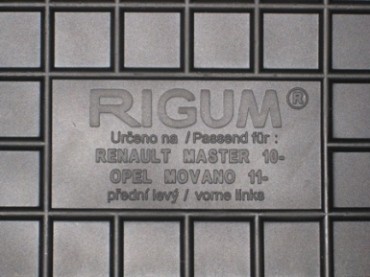 RIGUM®
Určeno na / Passend für :
RENAULT MASTER 10-
OPEL MOVANO 11-
přední levý / vorne links